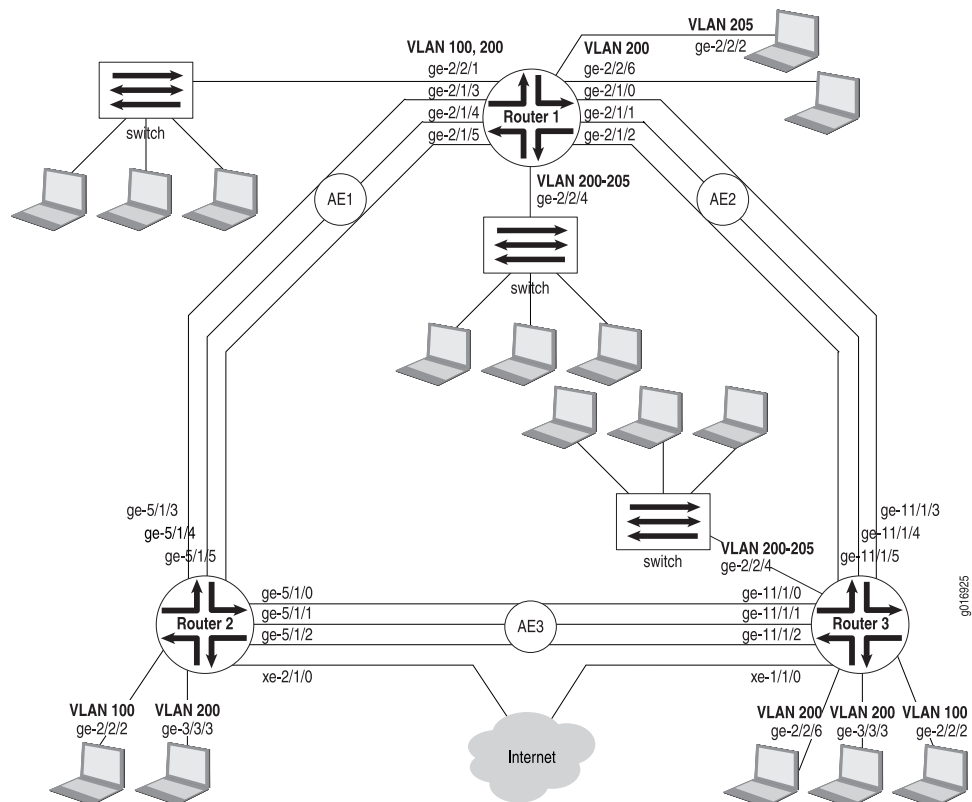 VLAN 205
ge-2/2/2
VLAN 100, 200
ge-2/2/1
ge-2/1/3
ge-2/1/4
ge-2/1/5
VLAN 200
ge-2/2/6
ge-2/1/0
ge-2/1/1
ge-2/1/2
Router 1
switch
AE1
AE2
VLAN 200-205
ge-2/2/4
switch
ge-5/1/3
ge-5/1/4
ge-5/1/5
switch
VLAN 200-205
ge-2/2/4
ge-11/1/3
ge-11/1/4
ge-11/1/5
Router 2
ge-5/1/0
ge-5/1/1
ge-5/1/2
xe-2/1/0
AE3
ge-11/1/0
ge-11/1/1
ge-11/1/2
xe-1/1/0
Router 3
g016925
VLAN 100
ge-2/2/2
VLAN 200
ge-3/3/3
Internet
VLAN 200
ge-2/2/6
VLAN 200
ge-3/3/3
VLAN 100
ge-2/2/2